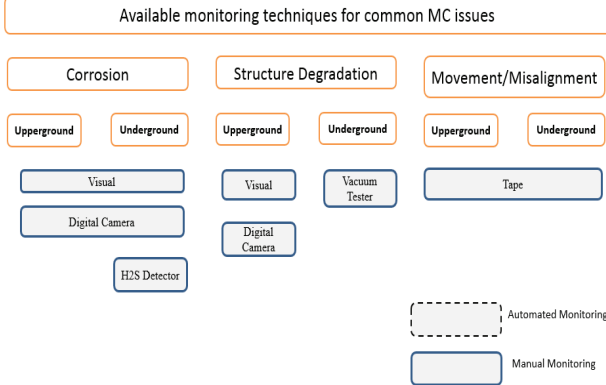 Available monitoring techniques for common MC issues
Corrosion
Structure Degradation
Movement/Misalignment
Upperground
Underground
Upperground
Underground
Upperground
Underground
Visual
Visual
Vacuum
Tester
Tape
Digital Camera
Digital
Camera
H2S Detector
Automated Monitoring
Manual Monitoring